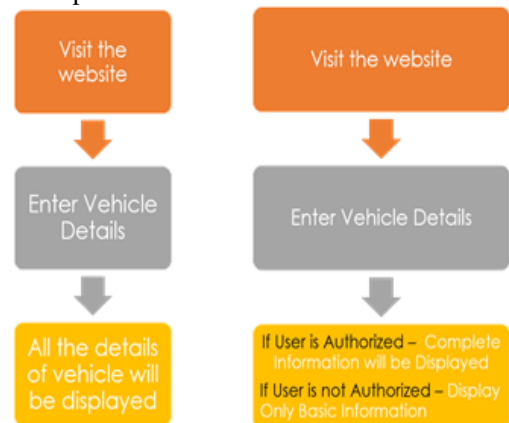 Visit the
website
Enter Vehicle
Details
All the details
of vehicle will
be displayed
Visit the website
Enter Vehicle Details
If User is Authorized – Complete
Information will be Displayed
If User is not Authorized – Display
Only Basic Information